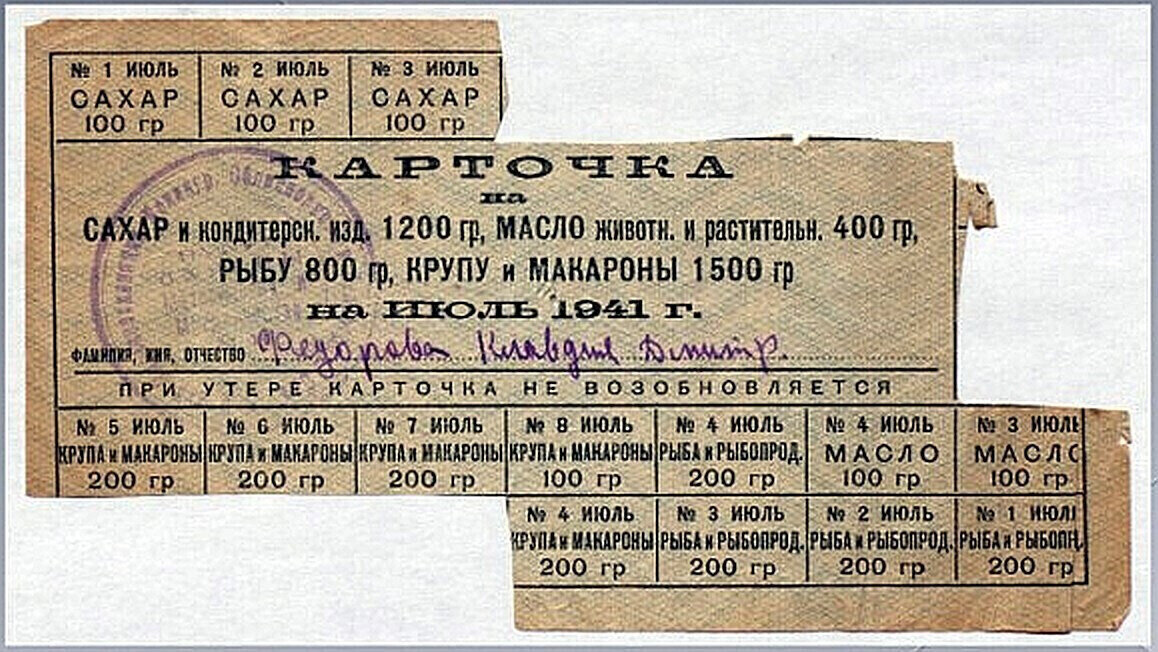 № 1 ИЮЛЬ № 2 ИЮЛЬ № 3 ИЮЛЬ
САХАР САХАР САХАР
100 гр 100 гр 100 гр
КАРТОЧКА
на
САХАР и кондитерск. изд. 1200 гр, МАСЛО животн. и растительн. 400 гр,
РЫБУ 800 гр, КРУПУ и МАКАРОНЫ 1500 гр
на ИЮЛЬ 1941 г.
ФАМИЛИЯ, ИМЯ, ОТЧЕСТВО Федорова Клавдия Димитр.
ПРИ УТЕРЕ КАРТОЧКА НЕ ВОЗОБНОВЛЯЕТСЯ
№ 5 ИЮЛЬ № 6 ИЮЛЬ № 7 ИЮЛЬ № 8 ИЮЛЬ № 4 ИЮЛЬ № 4 ИЮЛЬ № 3 ИЮЛЬ
КРУПА и МАКАРОНЫ КРУПА и МАКАРОНЫ КРУПА и МАКАРОНЫ КРУПА и МАКАРОНЫ РЫБА и РЫБОПРОД. МАСЛО МАСЛО
200 гр 200 гр 200 гр 100 гр 200 гр 100 гр 100 гр
№ 4 ИЮЛЬ № 3 ИЮЛЬ № 2 ИЮЛЬ № 1 ИЮЛ
КРУПА и МАКАРОНЫ РЫБА и РЫБОПРОД. РЫБА и РЫБОПРОД. РЫБА и РЫБОПР
200 гр 200 гр 200 гр 200 гр